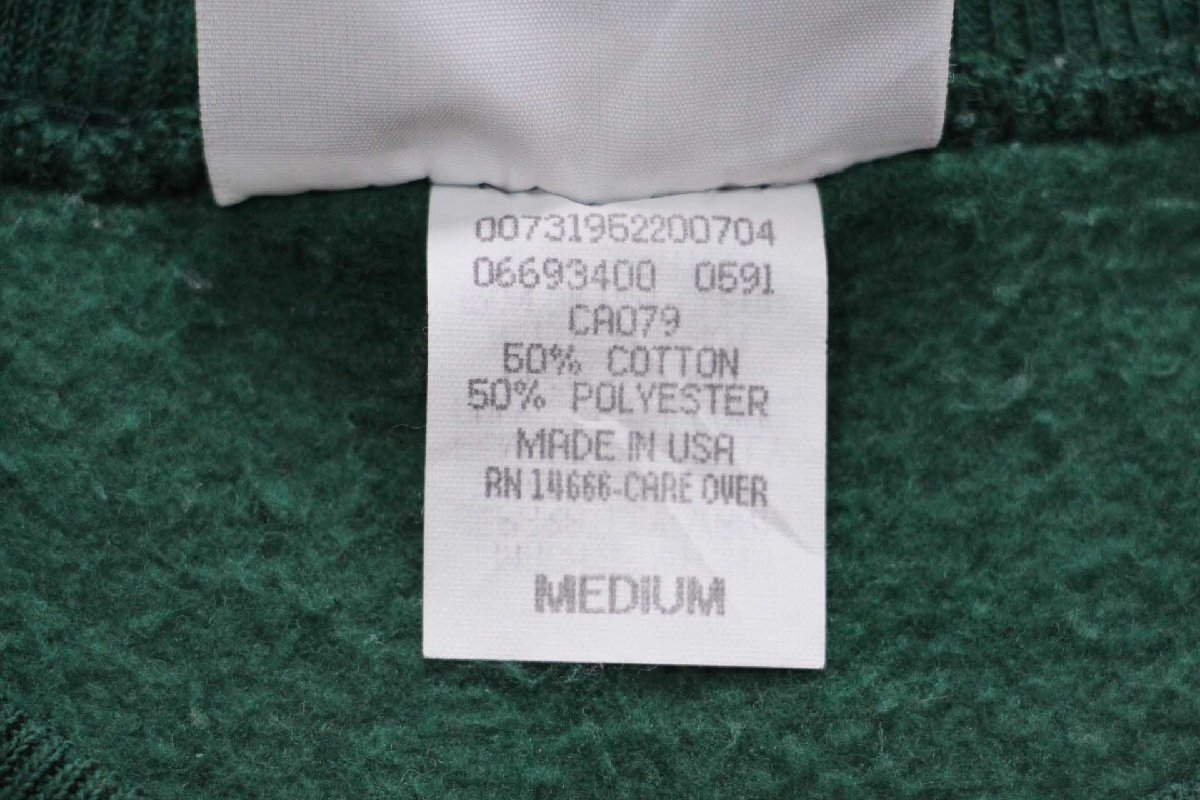 00731952200704
06693400 0591
CA079
50% COTTON
50% POLYESTER
MADE IN USA
RN 14666-CARE OVER
MEDIUM